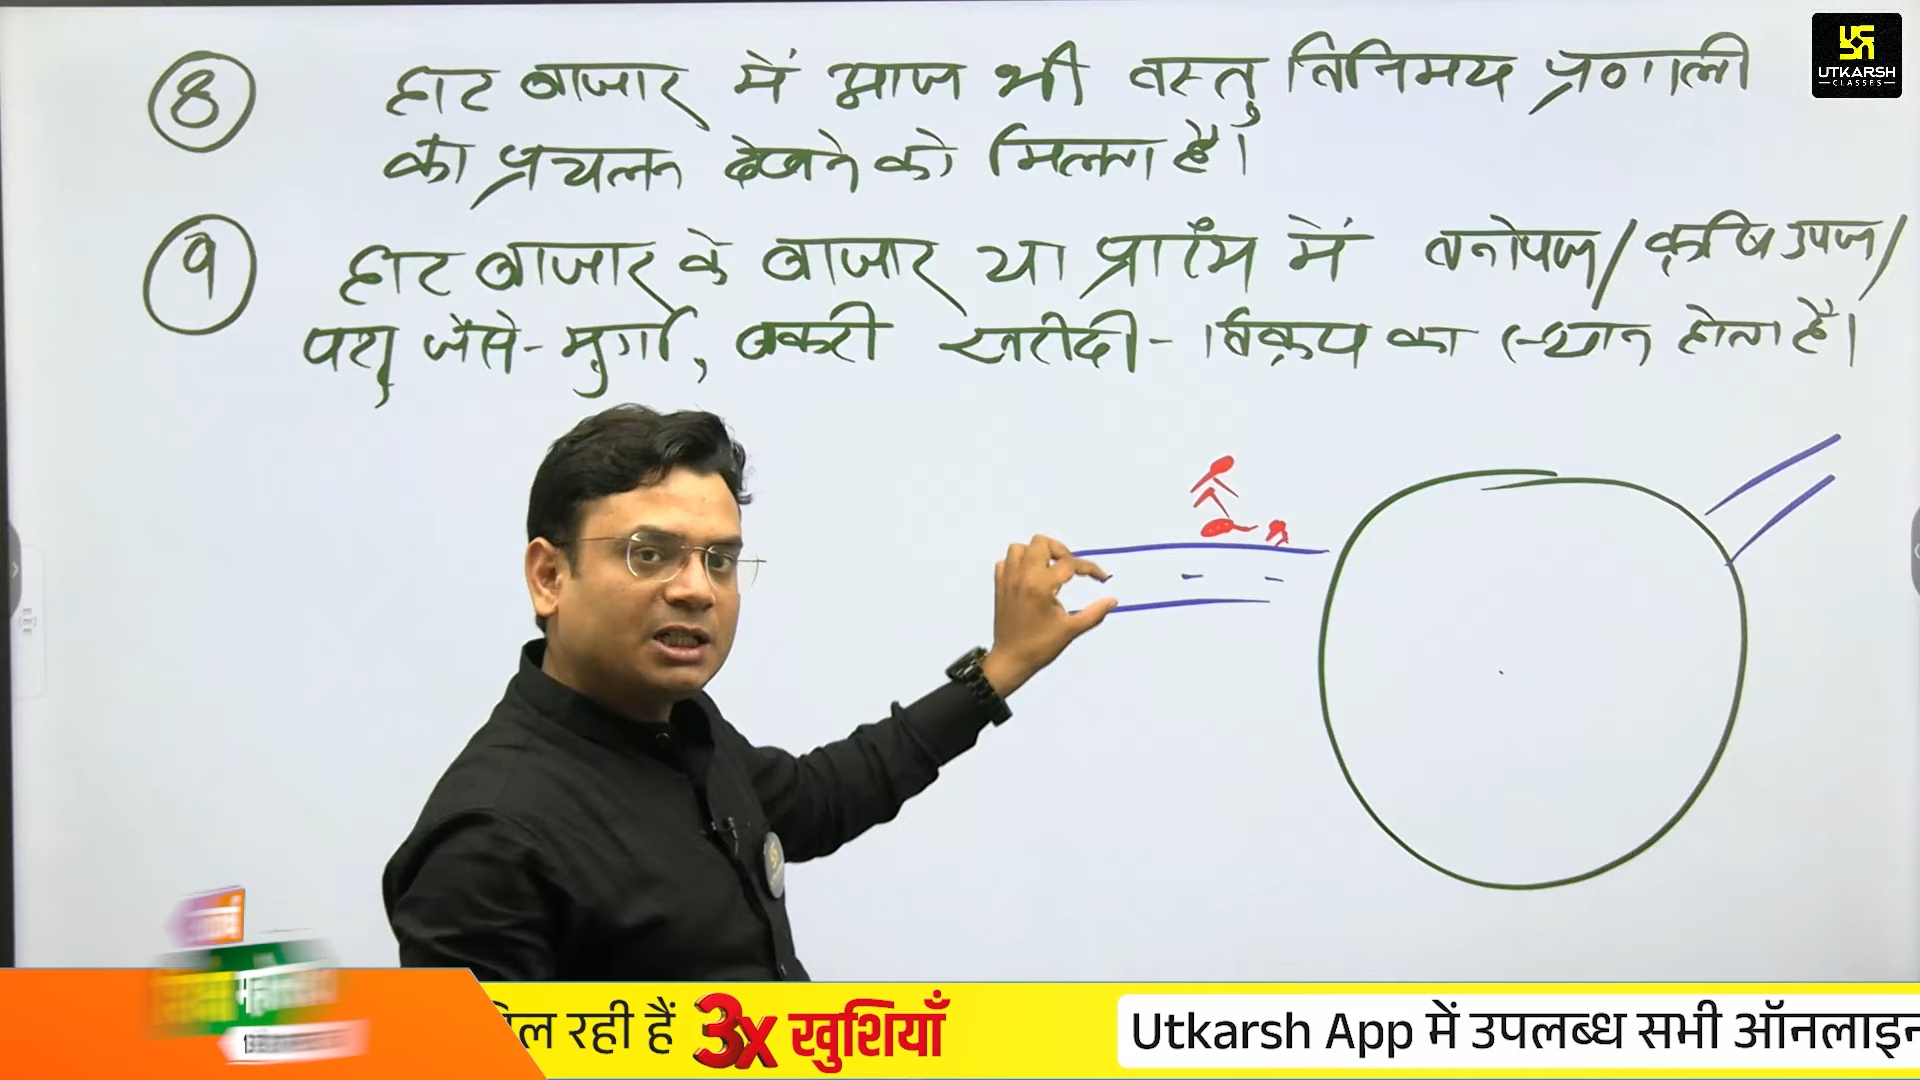 UTKARSH
CLASSES
8 हाट बाजार में आज भी वस्तु विनिमय प्रणाली
का प्रचलन देखने को मिलता है।
9 हाट बाजार के बाजार या प्रारंभ में वनोपज/कृषि उपज/
पशु जैसे- मुर्गा, बकरी खरीदी - विक्रय का स्थान होता है।
रही हैं 3x खुशियाँ
Utkarsh App में उपलब्ध सभी ऑनलाइन